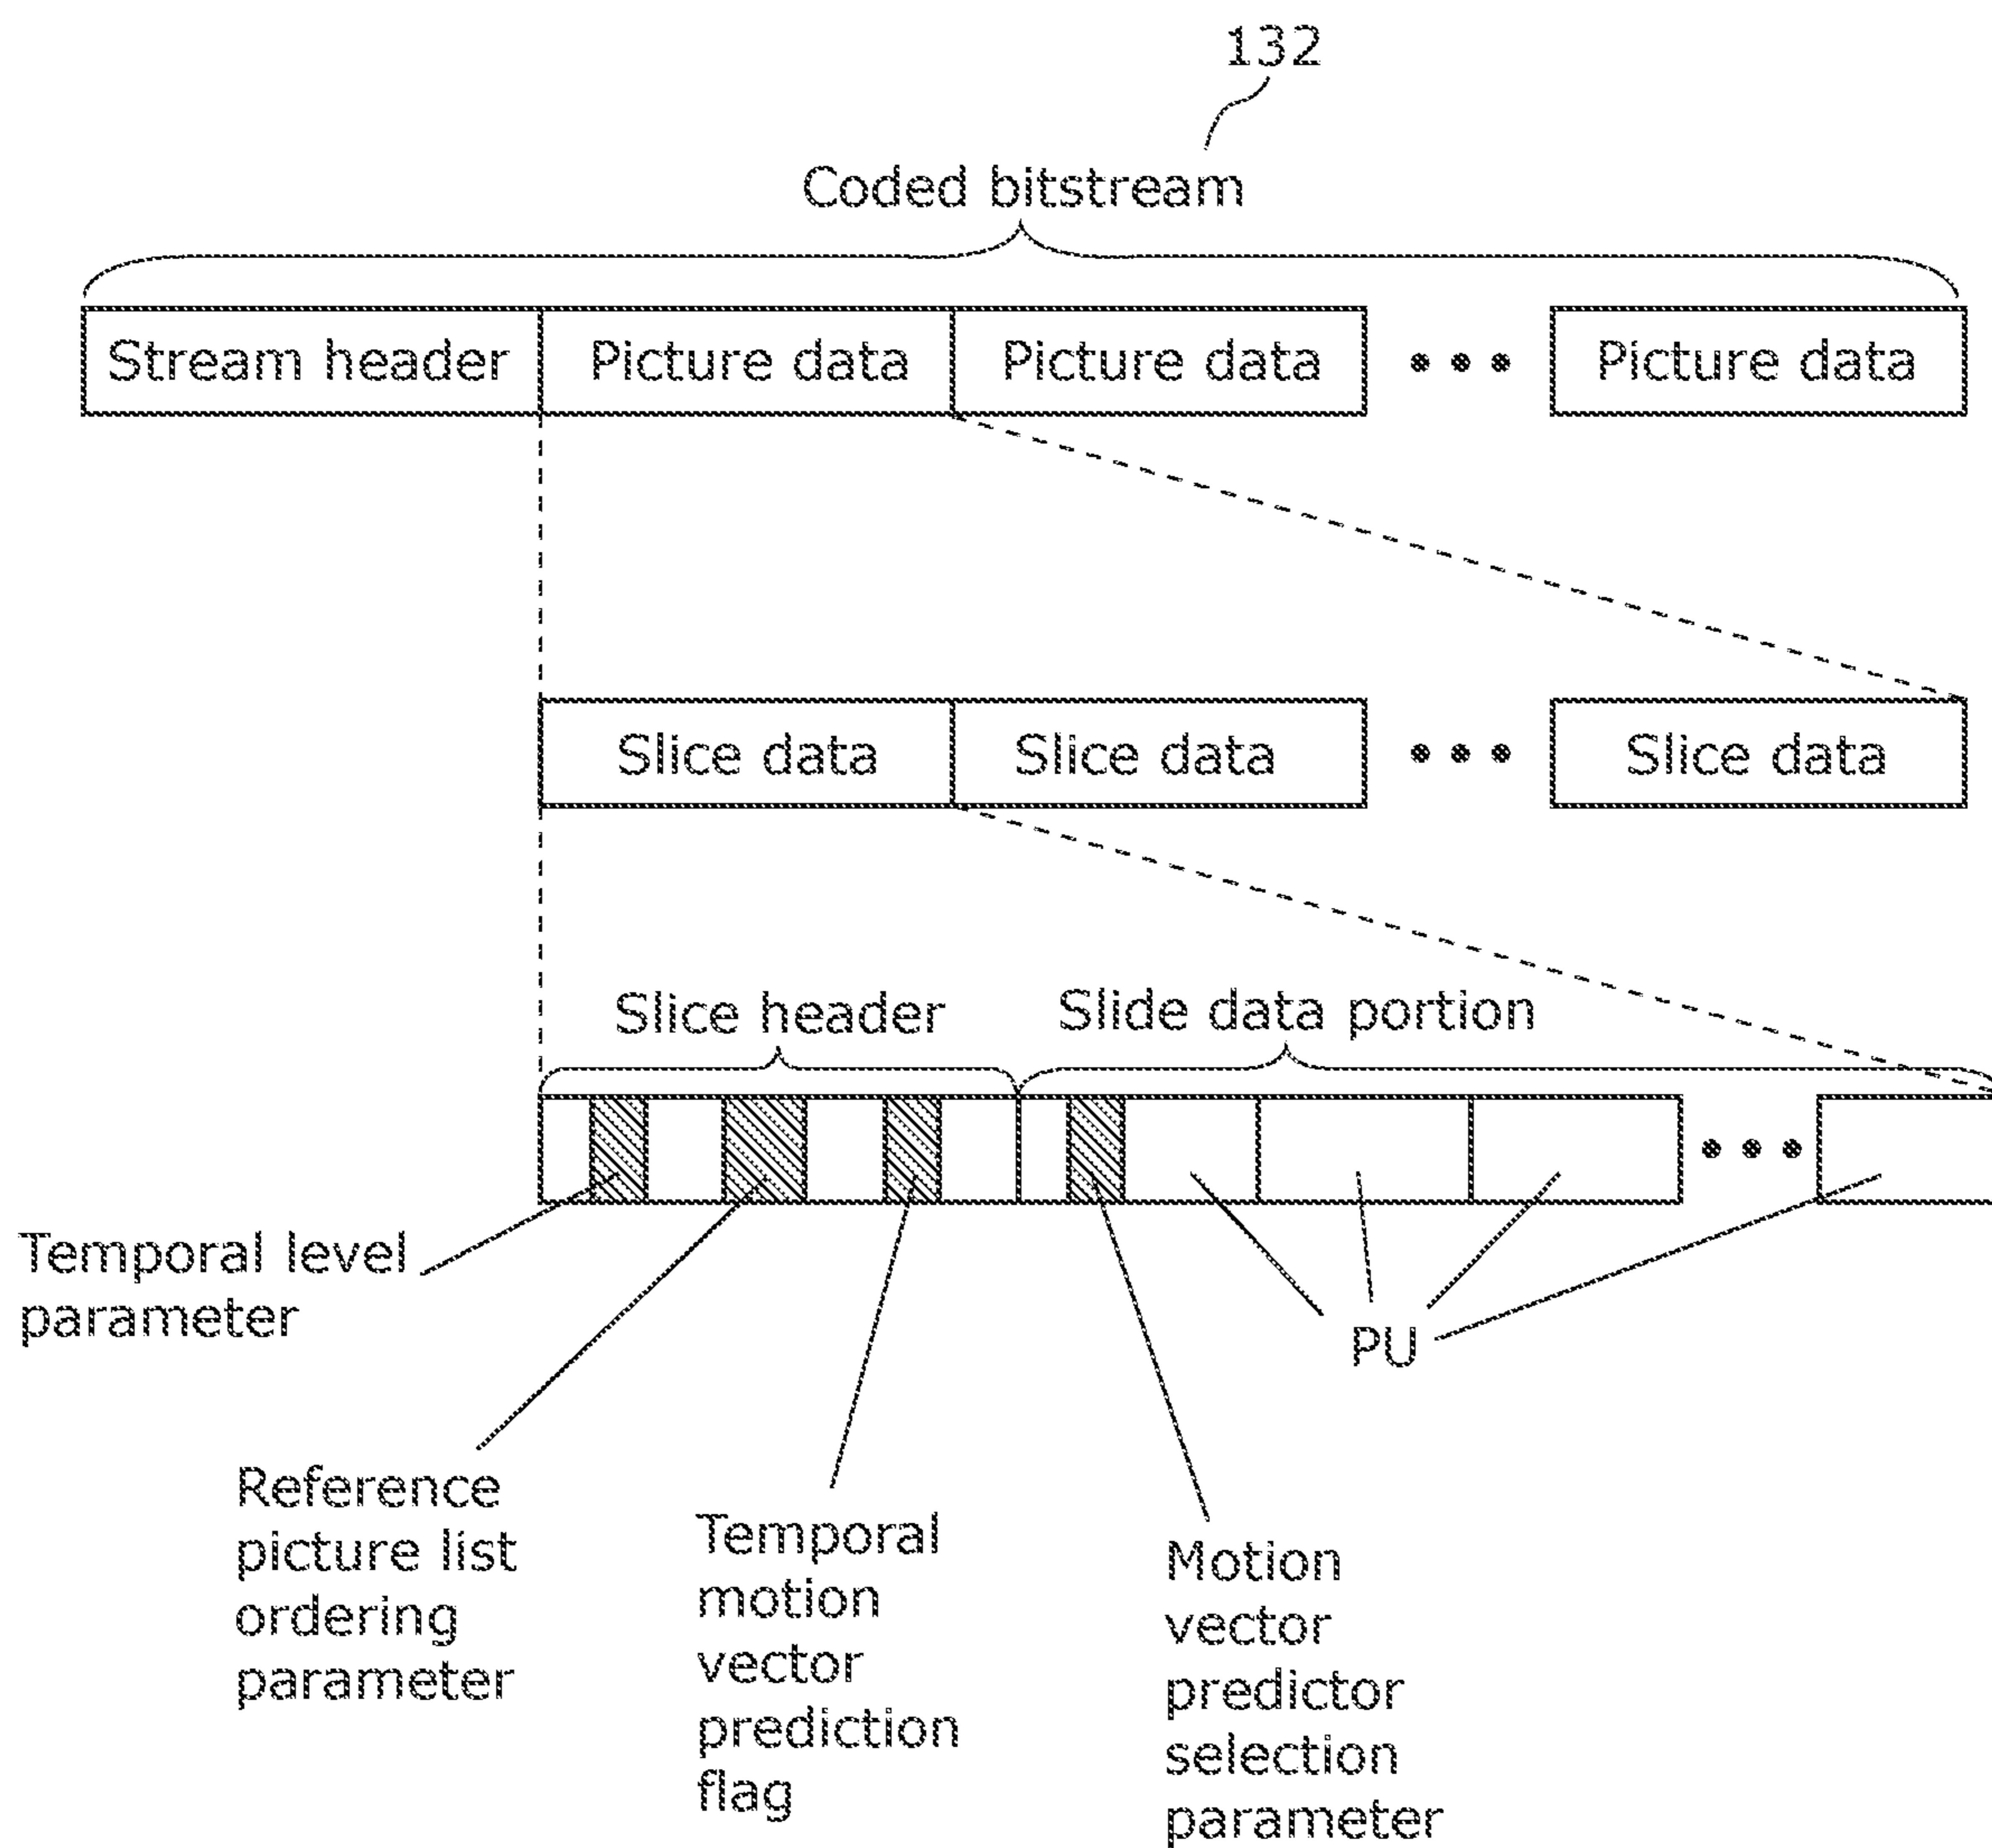 132
Coded bitstream
Stream header Picture data Picture data ••• Picture data
Slice data Slice data ••• Slice data
Slice header Slide data portion
•••
Temporal level
parameter
PU
Reference
picture list
ordering
parameter
Temporal
motion
vector
prediction
flag
Motion
vector
predictor
selection
parameter